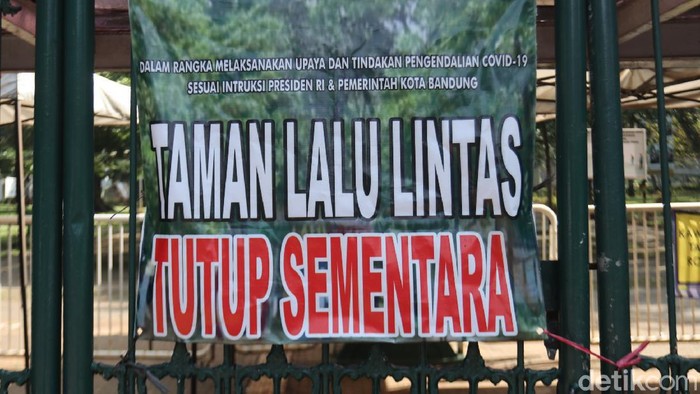 DALAM RANGKA MELAKSANAKAN UPAYA DAN TINDAKAN PENGENDALIAN COVID-19
SESUAI INTRUKSI PRESIDEN RI & PEMERINTAH KOTA BANDUNG
TAMAN LALU LINTAS
TUTUP SEMENTARA
detikcom